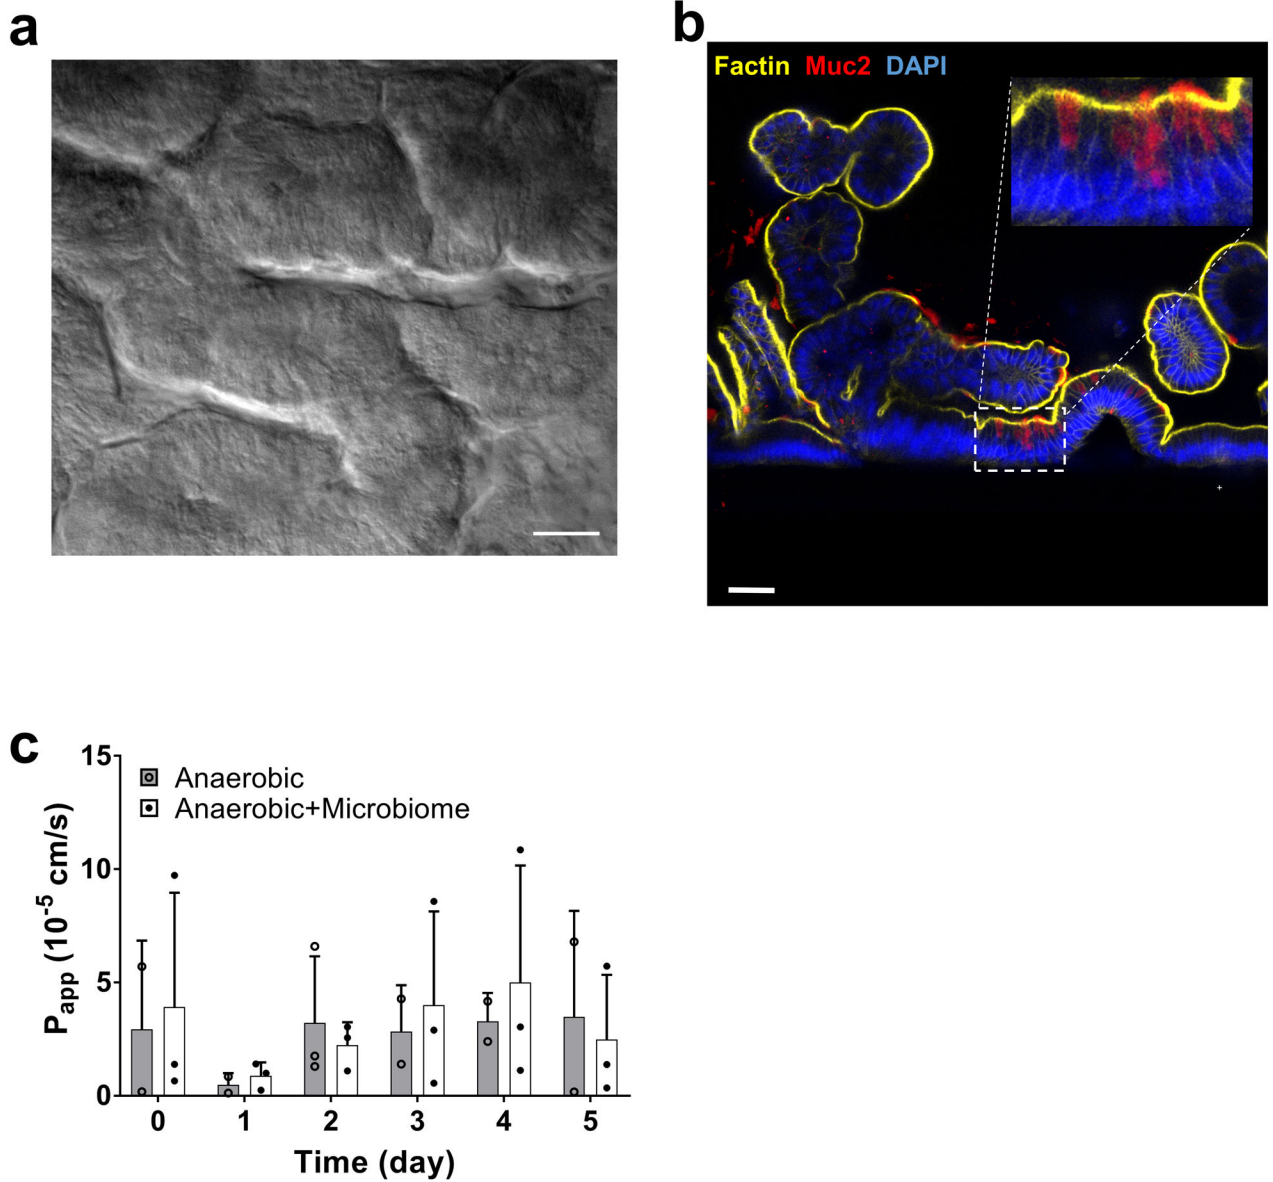 a
b
Factin Muc2 DAPI
c
15
10
5
0
Papp (10-5 cm/s)
Anaerobic
Anaerobic+Microbiome
0 1 2 3 4 5
Time (day)